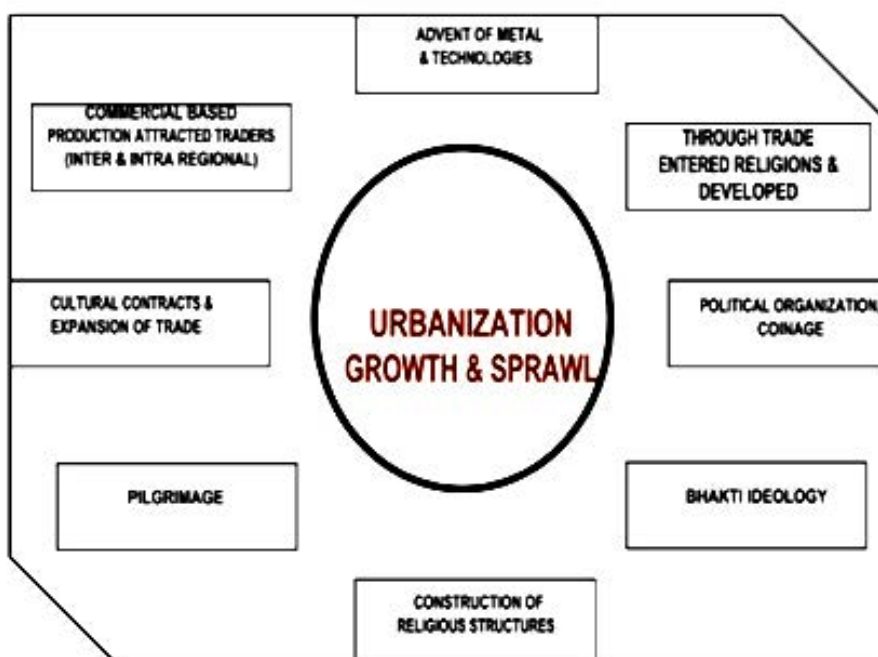 ADVENT OF METAL
& TECHNOLOGIES
COMMERCIAL BASED
PRODUCTION ATTRACTED TRADERS
(INTER & INTRA REGIONAL)
THROUGH TRADE
ENTERED RELIGIONS &
DEVELOPED
CULTURAL CONTRACTS &
EXPANSION OF TRADE
URBANIZATION
GROWTH & SPRAWL
POLITICAL ORGANIZATION,
COINAGE
PILGRIMAGE
BHAKTI IDEOLOGY
CONSTRUCTION OF
RELIGIOUS STRUCTURES